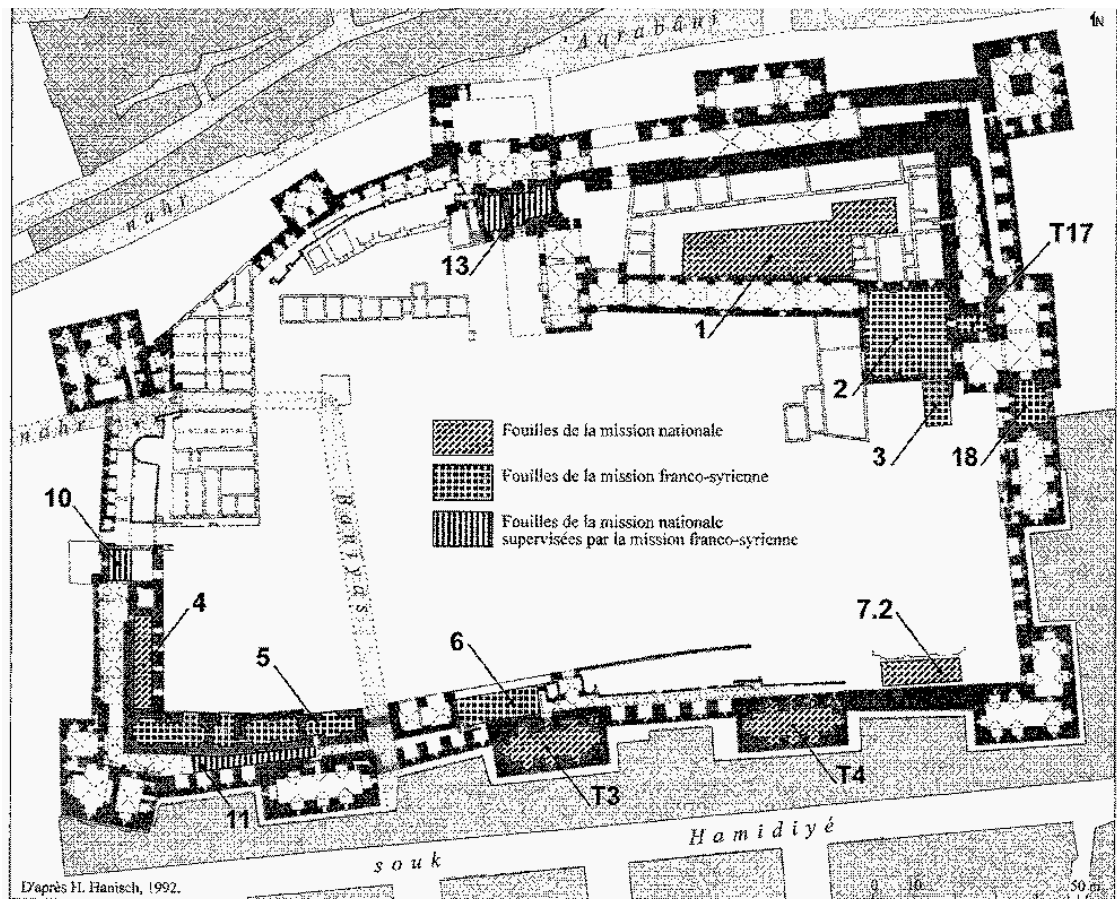 N
'Aqrabânî
nahr
T17
13
1
2
3
18
nahr
Fouilles de la mission nationale
Fouilles de la mission franco-syrienne
Fouilles de la mission nationale
supervisées par la mission franco-syrienne
10
Baniyas
4
7.2
6
5
T3
T4
11
souk Hamidiyé
D'après H. Hanisch, 1992.
0 10 50 m